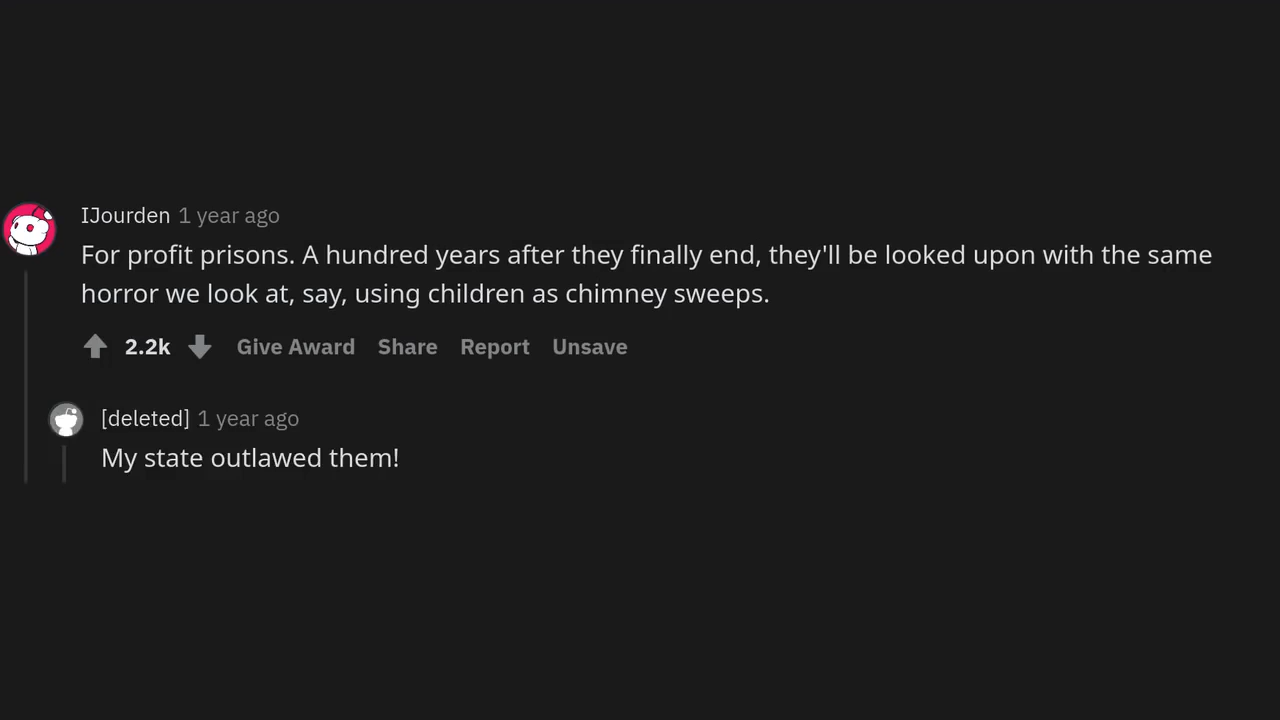 IJourden 1 year ago
For profit prisons. A hundred years after they finally end, they'll be looked upon with the same
horror we look at, say, using children as chimney sweeps.
2.2k Give Award Share Report Unsave
[deleted] 1 year ago
My state outlawed them!